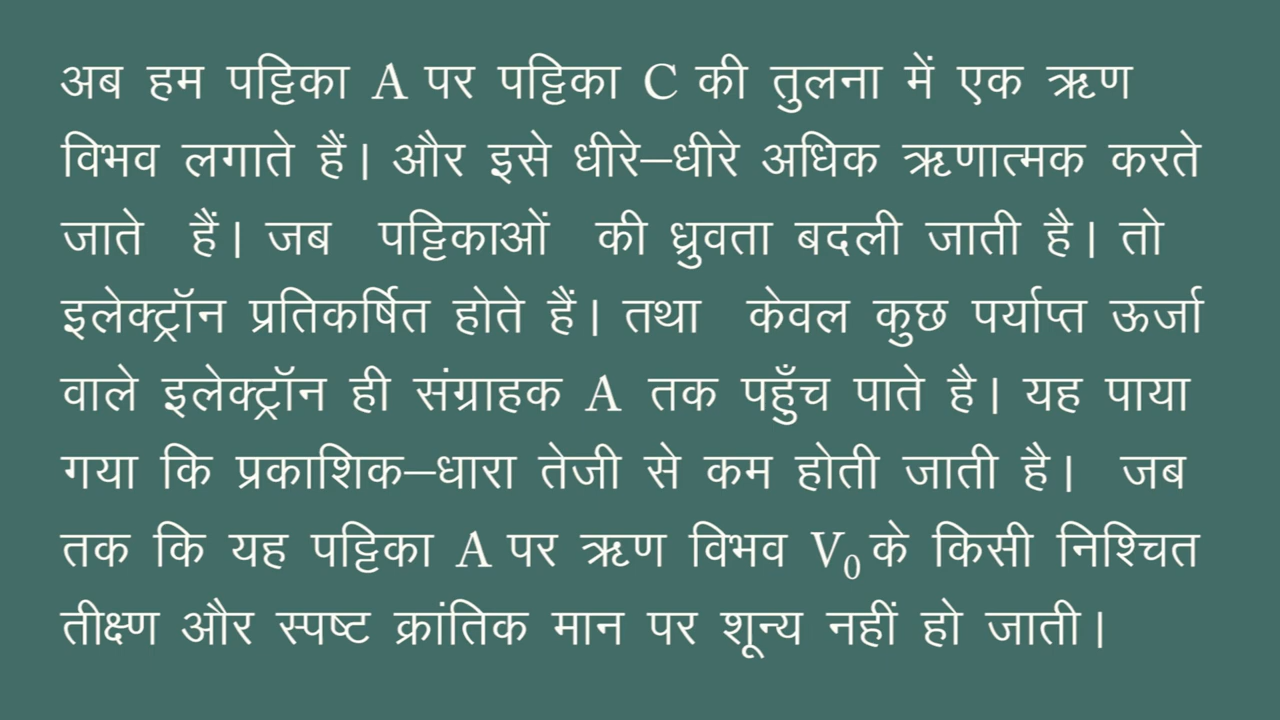 अब हम पट्टिका A पर पट्टिका C की तुलना में एक ऋण
विभव लगाते हैं। और इसे धीरे–धीरे अधिक ऋणात्मक करते
जाते हैं। जब पट्टिकाओं की ध्रुवता बदली जाती है। तो
इलेक्ट्रॉन प्रतिकर्षित होते हैं। तथा केवल कुछ पर्याप्त ऊर्जा
वाले इलेक्ट्रॉन ही संग्राहक A तक पहुँच पाते है। यह पाया
गया कि प्रकाशिक–धारा तेजी से कम होती जाती है। जब
तक कि यह पट्टिका A पर ऋण विभव V₀ के किसी निश्चित
तीक्ष्ण और स्पष्ट क्रांतिक मान पर शून्य नहीं हो जाती।